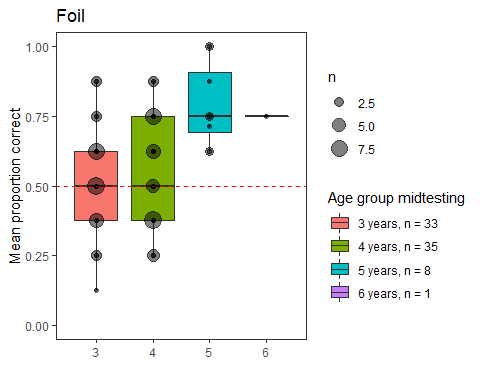 Foil
Mean proportion correct
1.00
0.75
0.50
0.25
0.00
3
4
5
6
n
2.5
5.0
7.5
Age group midtesting
3 years, n = 33
4 years, n = 35
5 years, n = 8
6 years, n = 1